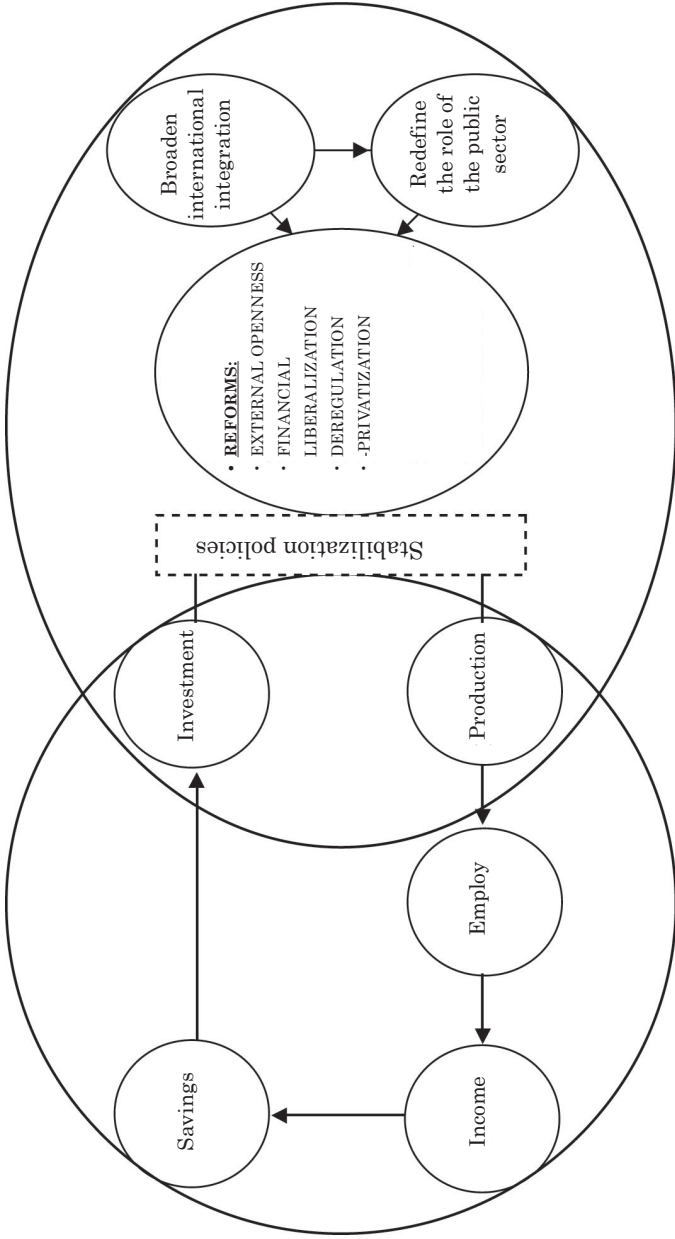 Income
Savings
Employ
Production
Investment
Stabilization policies
• REFORMS:
• EXTERNAL OPENNESS
• FINANCIAL
LIBERALIZATION
• DEREGULATION
• -PRIVATIZATION
Redefine
the role of
the public
sector
Broaden
international
integration